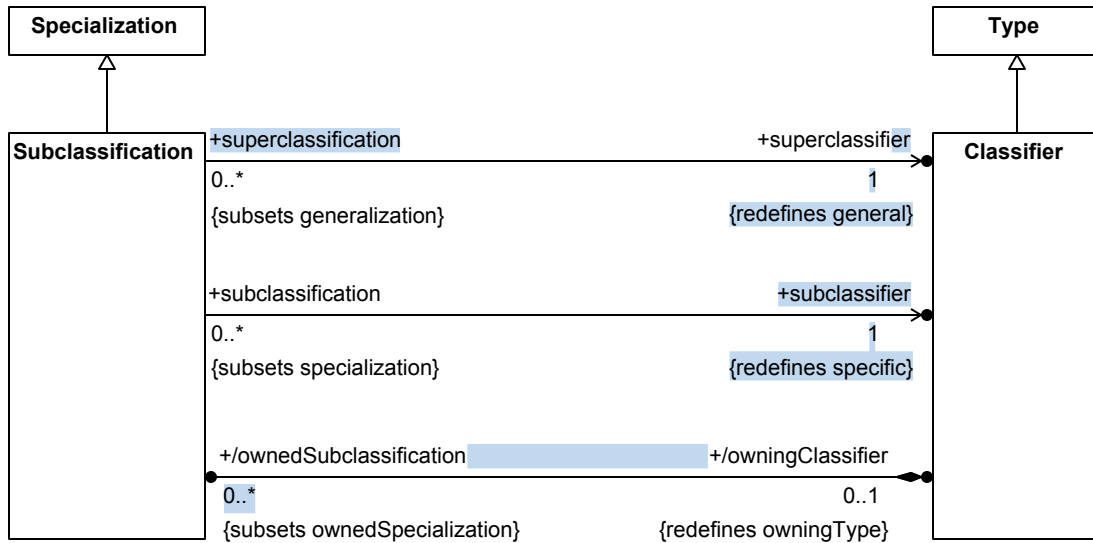 Specialization
Type
Subclassification
Classifier
+superclassification
+superclassifier
0..*
1
{subsets generalization}
{redefines general}
+subclassification
+subclassifier
0..*
1
{subsets specialization}
{redefines specific}
+/ownedSubclassification
+/owningClassifier
0..*
0..1
{subsets ownedSpecialization}
{redefines owningType}